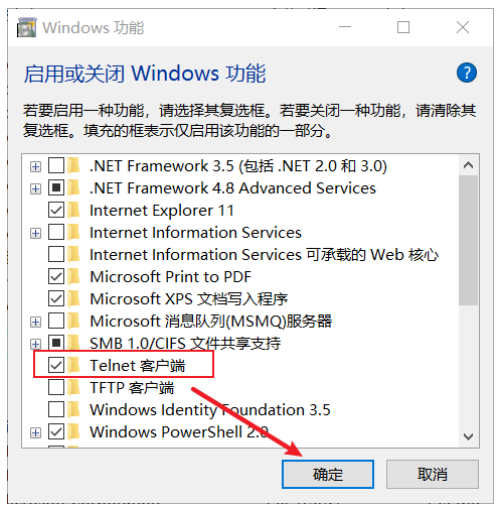 Windows 功能
启用或关闭 Windows 功能
若要启用一种功能，请选择其复选框。若要关闭一种功能，请清除其
复选框。填充的框表示仅启用该功能的一部分。
.NET Framework 3.5 (包括 .NET 2.0 和 3.0)
.NET Framework 4.8 Advanced Services
Internet Explorer 11
Internet Information Services
Internet Information Services 可承载的 Web 核心
Microsoft Print to PDF
Microsoft XPS 文档写入程序
Microsoft 消息队列(MSMQ)服务器
SMB 1.0/CIFS 文件共享支持
Telnet 客户端
TFTP 客户端
Windows Identity Foundation 3.5
Windows PowerShell 2.0
确定
取消